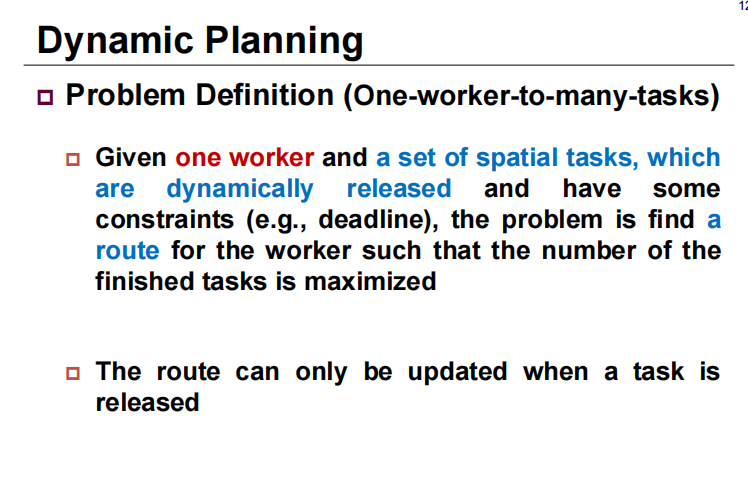 12
Dynamic Planning
Problem Definition (One-worker-to-many-tasks)
Given one worker and a set of spatial tasks, which
are dynamically released and have some
constraints (e.g., deadline), the problem is find a
route for the worker such that the number of the
finished tasks is maximized
The route can only be updated when a task is
released